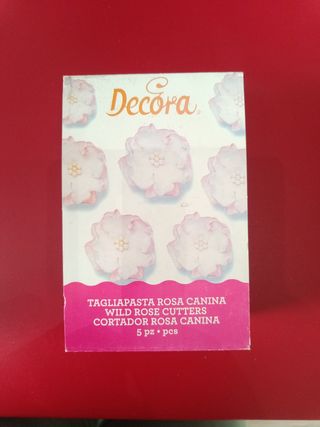 Decora
TAGLIAPASTA ROSA CANINA
WILD ROSE CUTTERS
CORTADOR ROSA CANINA
5 pz • pcs